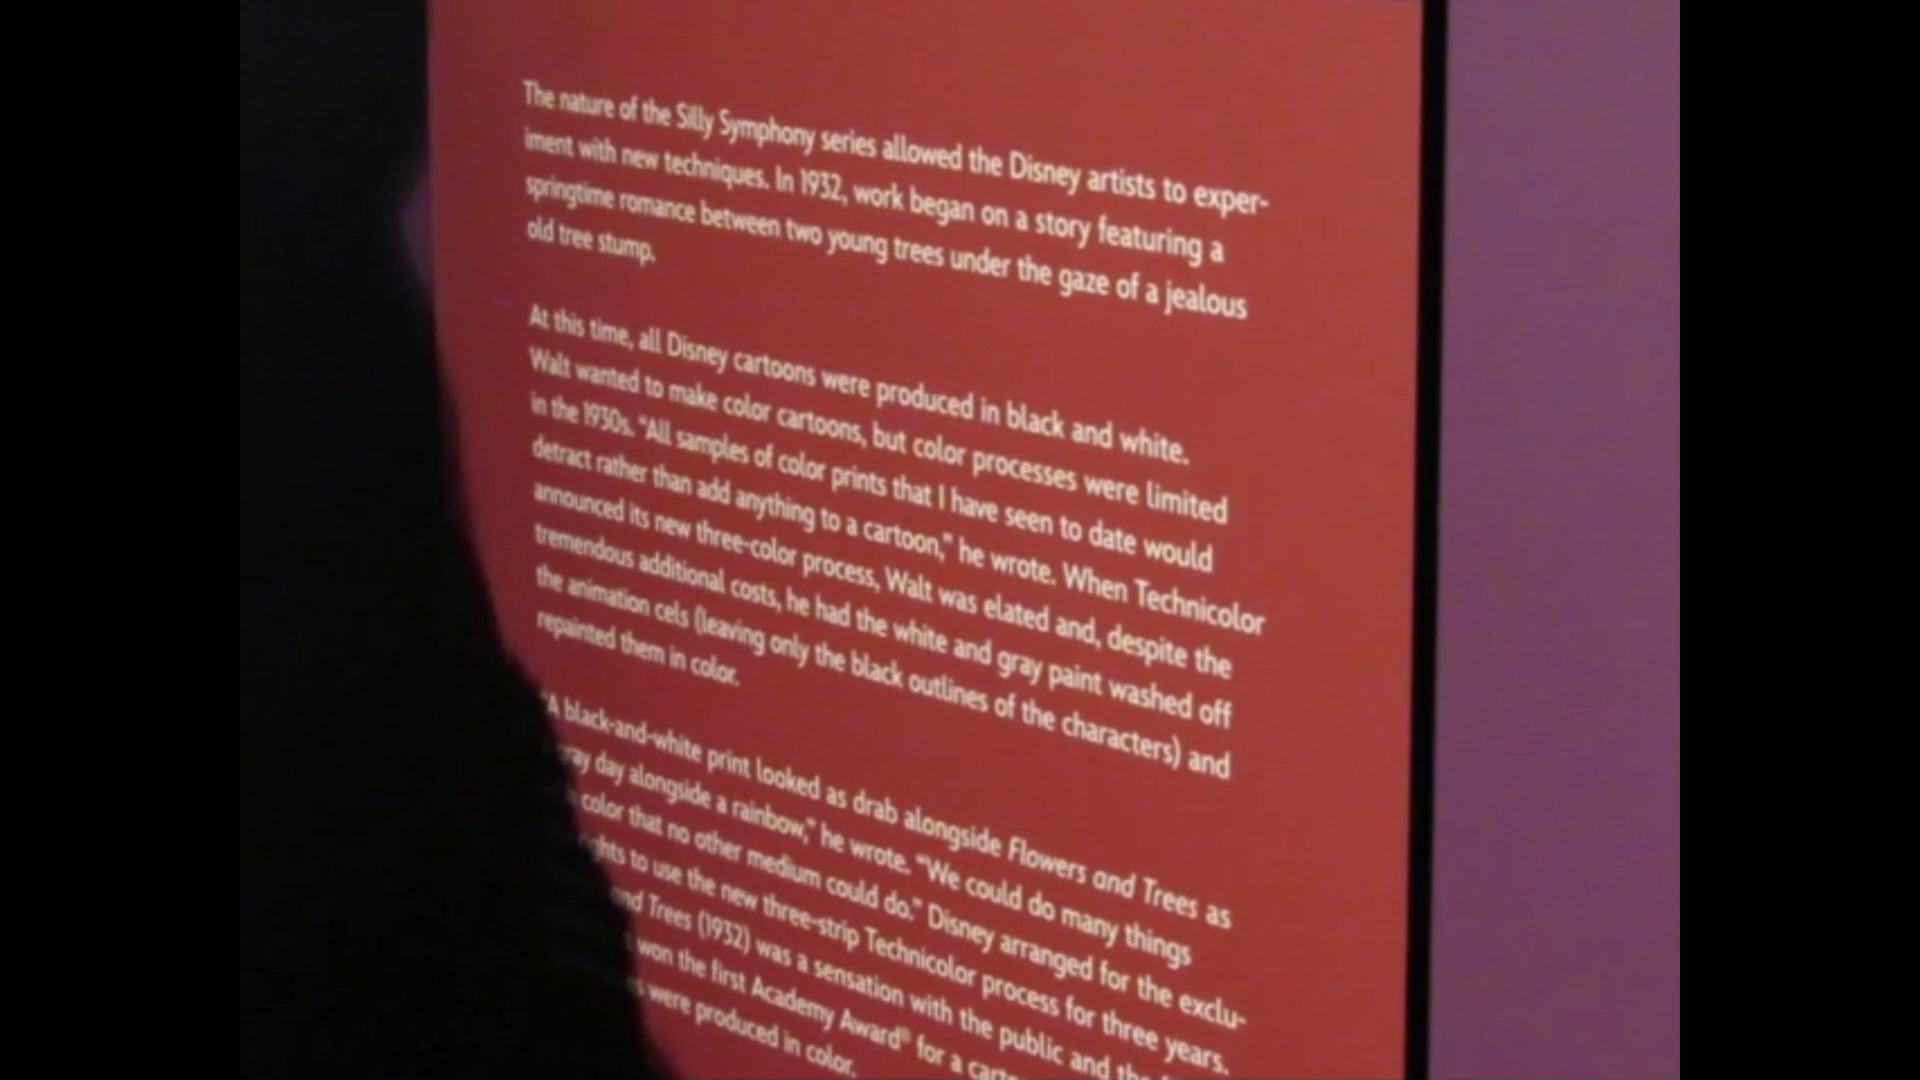 The nature of the Silly Symphony series allowed the Disney artists to exper-
iment with new techniques. In 1932, work began on a story featuring a
springtime romance between two young trees under the gaze of a jealous
old tree stump.
At this time, all Disney cartoons were produced in black and white.
Walt wanted to make color cartoons, but color processes were limited
in the 1930s. “All samples of color prints that I have seen to date would
detract rather than add anything to a cartoon,” he wrote. When Technicolor
announced its new three-color process, Walt was elated and, despite the
tremendous additional costs, he had the white and gray paint washed off
the animation cels (leaving only the black outlines of the characters) and
repainted them in color.
“A black-and-white print looked as drab alongside Flowers and Trees as
day alongside a rainbow,” he wrote. “We could do many things
color that no other medium could do.” Disney arranged for the exclu-
to use the new three-strip Technicolor process for three years.
Trees (1932) was a sensation with the public and
won the first Academy Award® for a
were produced in color.